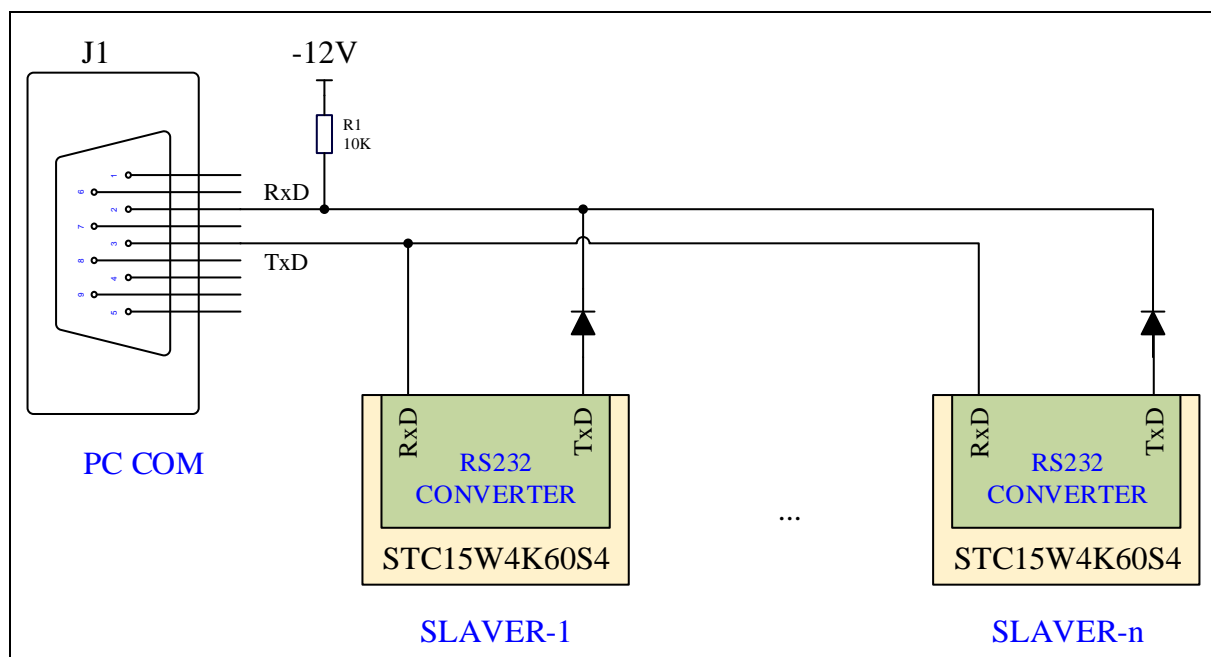 J1
-12V
R1
10K
1
6
RxD
2
7
3
8
TxD
4
9
5
PC COM
RxD
TxD
RS232
CONVERTER
STC15W4K60S4
SLAVER-1
...
RxD
TxD
RS232
CONVERTER
STC15W4K60S4
SLAVER-n